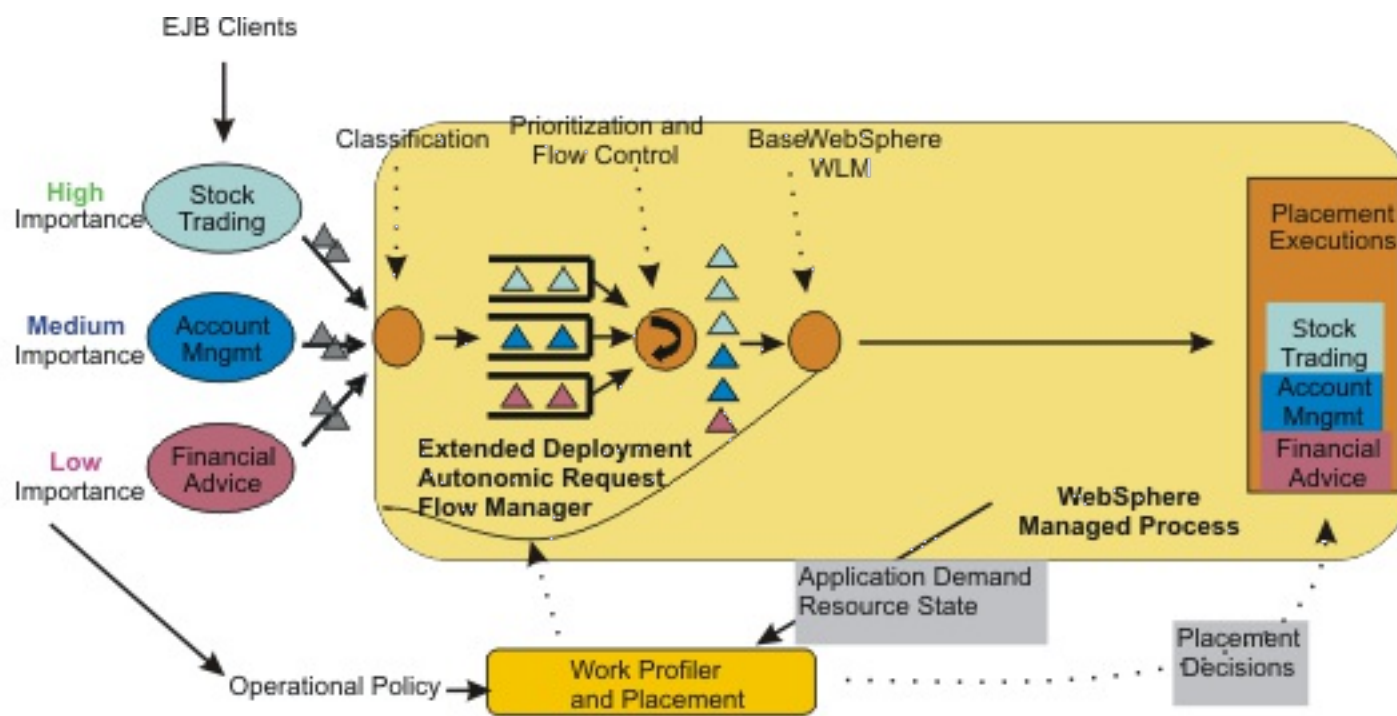 EJB Clients
Classification
Prioritization and
Flow Control
BaseWebSphere
WLM
High
Importance
Stock
Trading
Medium
Importance
Account
Mngmt
Low
Importance
Financial
Advice
Extended Deployment
Autonomic Request
Flow Manager
WebSphere
Managed Process
Placement
Executions
Stock
Trading
Account
Mngmt
Financial
Advice
Application Demand
Resource State
Placement
Decisions
Operational Policy
Work Profiler
and Placement